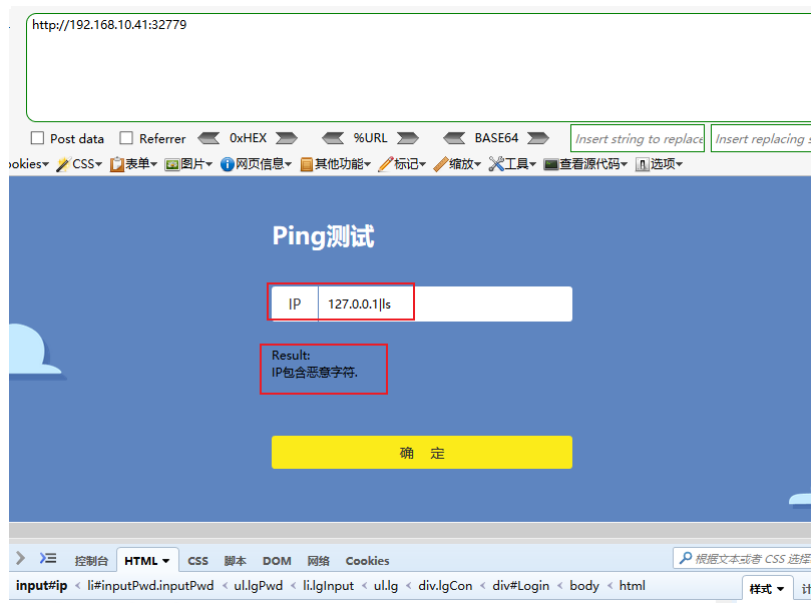 http://192.168.10.41:32779
Post data Referrer 0xHEX %URL BASE64 Insert string to replace Insert replacing s
ookies▾ CSS▾ 表单▾ 图片▾ 网页信息▾ 其他功能▾ 标记▾ 缩放▾ 工具▾ 查看源代码▾ 选项▾
Ping测试
IP 127.0.0.1|ls
Result:
IP包含恶意字符.
确 定
控制台 HTML ▾ CSS 脚本 DOM 网络 Cookies 根据文本或者 CSS 选择
input#ip < li#inputPwd.inputPwd < ul.lgPwd < li.lgInput < ul.lg < div.lgCon < div#Login < body < html 样式 ▾ 计